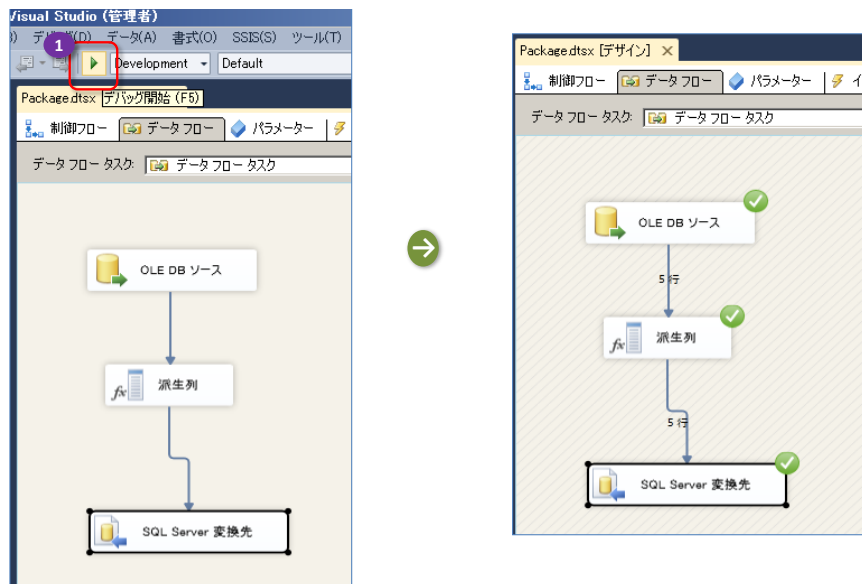 Visual Studio (管理者)
デバッグ(D) データ(A) 書式(O) SSIS(S) ツール(T)
1
Development Default
Package.dtsx デバッグ開始 (F5)
制御フロー データ フロー パラメーター
データ フロー タスク: データ フロー タスク
OLE DB ソース
fx 派生列
SQL Server 変換先
Package.dtsx [デザイン] ×
制御フロー データ フロー パラメーター イ
データ フロー タスク: データ フロー タスク
OLE DB ソース
5 行
fx 派生列
5 行
SQL Server 変換先